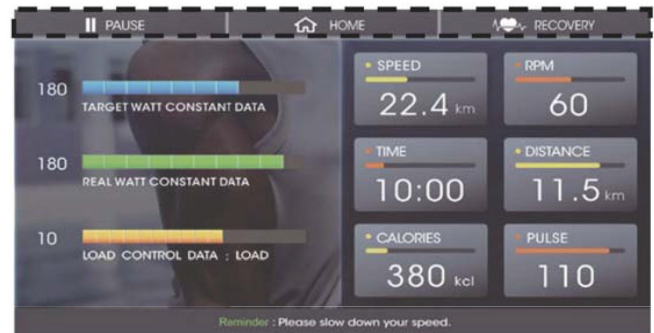 PAUSE
HOME
RECOVERY
180
TARGET WATT CONSTANT DATA
180
REAL WATT CONSTANT DATA
10
LOAD CONTROL DATA ; LOAD
SPEED
22.4 km
RPM
60
TIME
10:00
DISTANCE
11.5 km
CALORIES
380 kcl
PULSE
110
Reminder : Please slow down your speed.